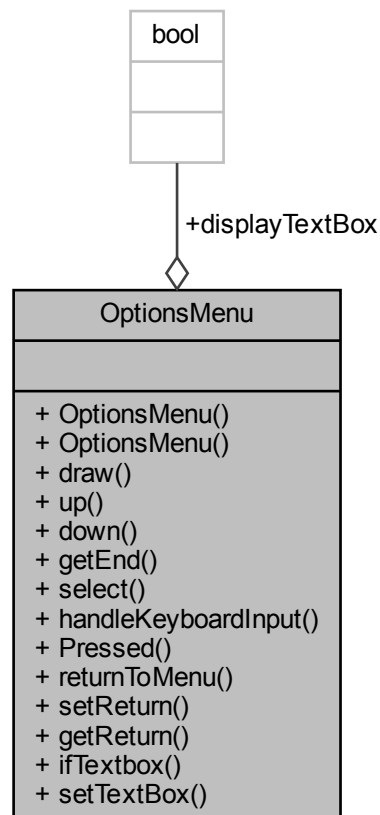 bool
+displayTextBox
OptionsMenu
+ OptionsMenu()
+ OptionsMenu()
+ draw()
+ up()
+ down()
+ getEnd()
+ select()
+ handleKeyboardInput()
+ Pressed()
+ returnToMenu()
+ setReturn()
+ getReturn()
+ ifTextbox()
+ setTextBox()